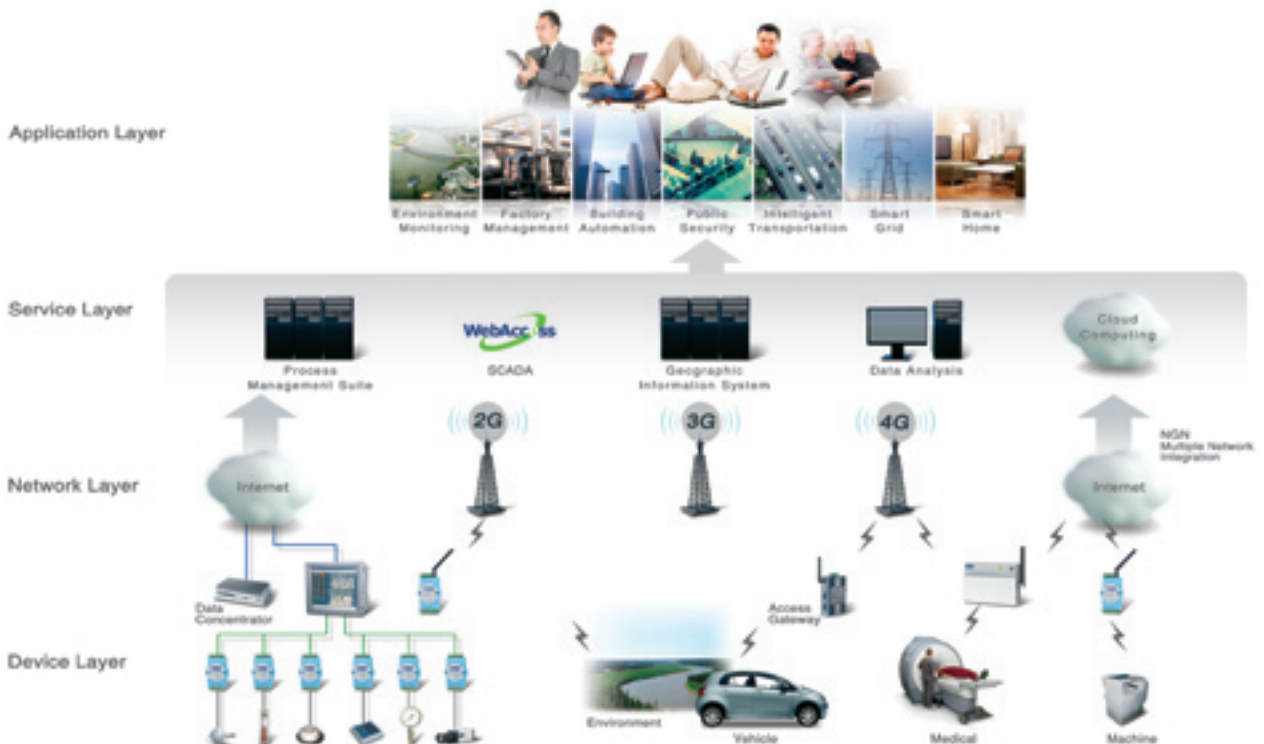 Application Layer
Environment
Monitoring
Factory
Management
Building
Automation
Public
Security
Intelligent
Transportation
Smart
Grid
Smart
Home
Service Layer
Process
Management Suite
WebAccess
SCADA
Geographic
Information System
Data Analysis
Cloud
Computing
2G
3G
4G
NGN
Multiple Network
Integration
Network Layer
Internet
Internet
Data
Concentrator
Access
Gateway
Device Layer
Environment
Vehicle
Medical
Machine